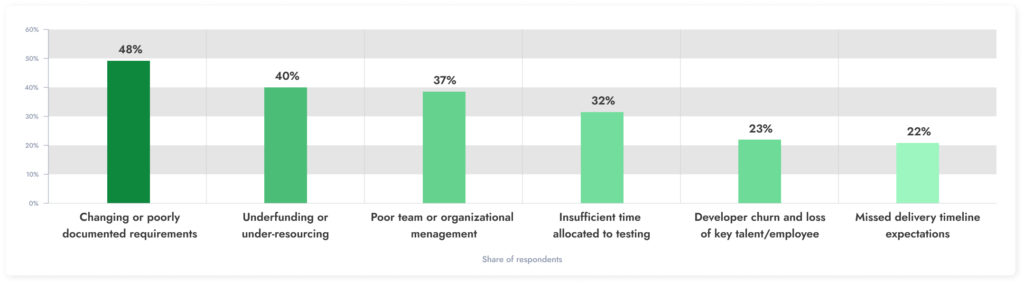 60%
50%
40%
30%
20%
10%
0%
48%
40%
37%
32%
23%
22%
Changing or poorly
documented requirements
Underfunding or
under-resourcing
Poor team or organizational
menagement
Insufficient time
allocated to testing
Developer churn and loss
of key talent/employee
Missed delivery timeline
expectations
Share of respondents